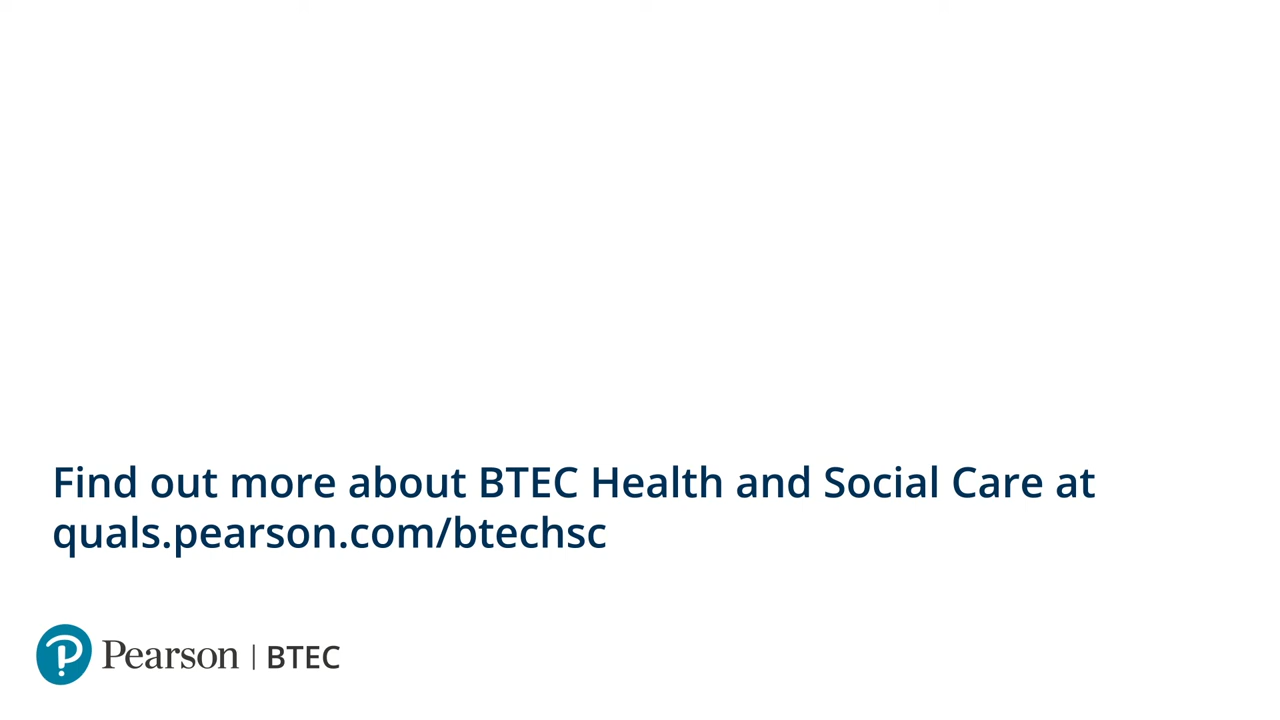 Find out more about BTEC Health and Social Care at
quals.pearson.com/btechsc
Pearson | BTEC